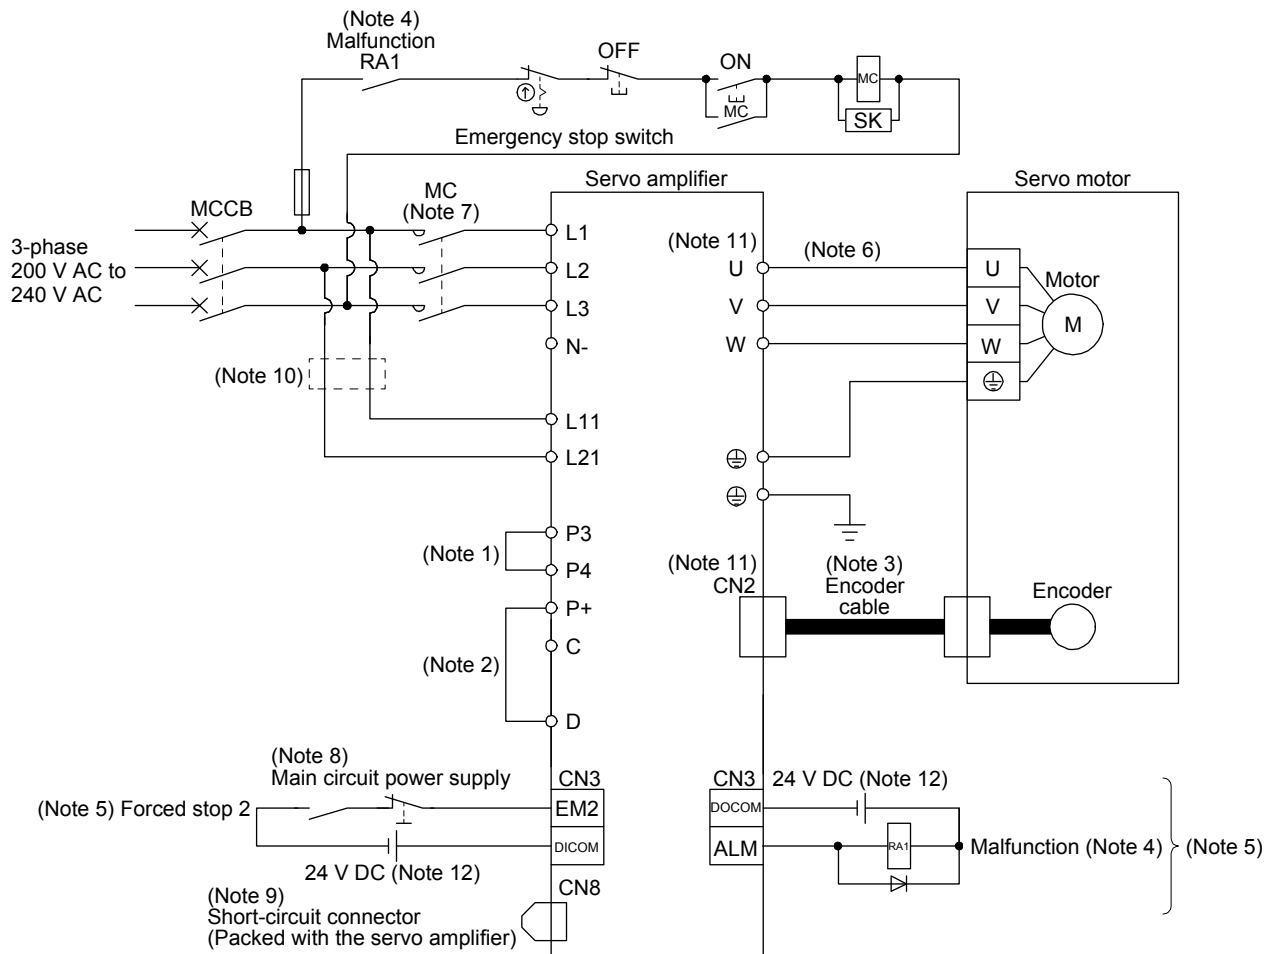 (Note 4)
Malfunction
RA1
OFF
ON
MC
MC
SK
Emergency stop switch
Servo amplifier
Servo motor
MCCB
MC
(Note 7)
3-phase
200 V AC to
240 V AC
L1
L2
L3
N-
(Note 10)
L11
L21
(Note 11)
U
V
W
(Note 6)
U
V
W
Motor
M
(Note 1)
P3
P4
P+
C
(Note 2)
D
(Note 11)
CN2
(Note 3)
Encoder
cable
Encoder
(Note 8)
Main circuit power supply
CN3
(Note 5) Forced stop 2
EM2
DICOM
24 V DC (Note 12)
CN8
(Note 9)
Short-circuit connector
(Packed with the servo amplifier)
CN3
24 V DC (Note 12)
DOCOM
ALM
RA1
Malfunction (Note 4)
(Note 5)